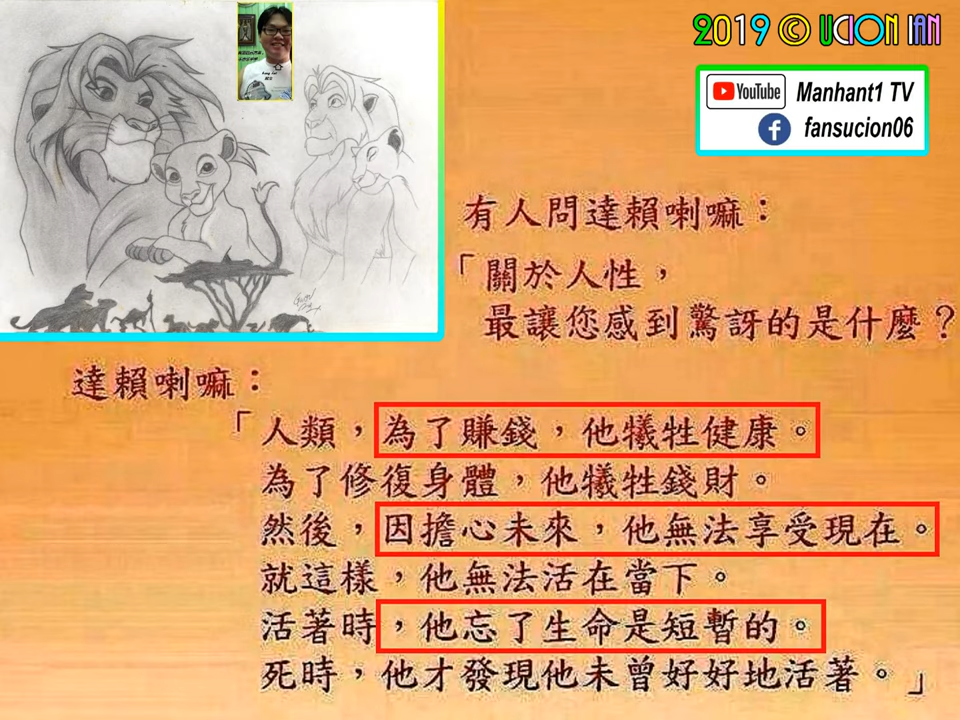 2019 © UCION IAN
YouTube Manhant1 TV
fansucion06
有人問達賴喇嘛：
「關於人性，
最讓您感到驚訝的是什麼？
達賴喇嘛：
「人類，為了賺錢，他犧牲健康。
為了修復身體，他犧牲錢財。
然後，因擔心未來，他無法享受現在。
就這樣，他無法活在當下。
活著時，他忘了生命是短暫的。
死時，他才發現他未曾好好地活著。」